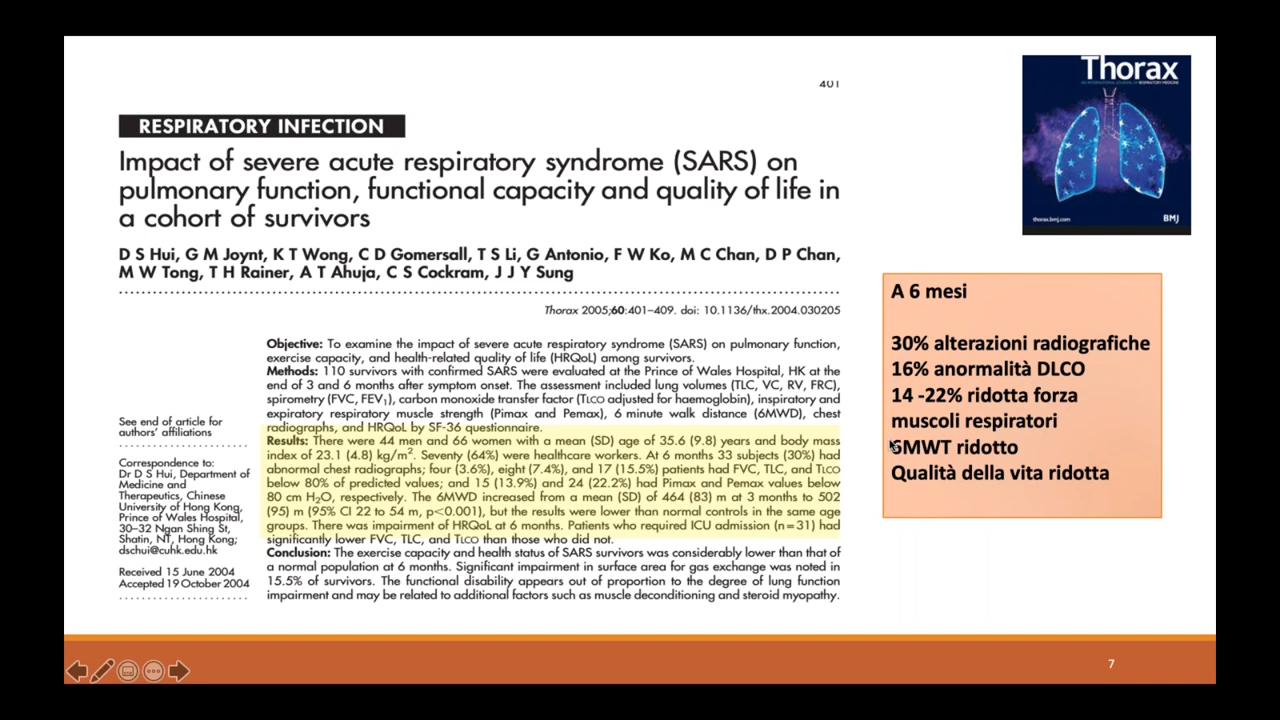 401
Thorax
RESPIRATORY INFECTION
Impact of severe acute respiratory syndrome (SARS) on
pulmonary function, functional capacity and quality of life in
a cohort of survivors
D S Hui, G M Joynt, K T Wong, C D Gomersall, T S Li, G Antonio, F W Ko, M C Chan, D P Chan,
M W Tong, T H Rainer, A T Ahuja, C S Cockram, J J Y Sung
thorax.bmj.com
BMJ
Thorax 2005;60:401–409. doi: 10.1136/thx.2004.030205
See end of article for
authors' affiliations
Correspondence to:
Dr D S Hui, Department of
Medicine and
Therapeutics, Chinese
University of Hong Kong,
Prince of Wales Hospital,
30–32 Ngan Shing St,
Shatin, NT, Hong Kong;
dschui@cuhk.edu.hk
Received 15 June 2004
Accepted 19 October 2004
Objective: To examine the impact of severe acute respiratory syndrome (SARS) on pulmonary function,
exercise capacity, and health-related quality of life (HRQoL) among survivors.
Methods: 110 survivors with confirmed SARS were evaluated at the Prince of Wales Hospital, HK at the
end of 3 and 6 months after symptom onset. The assessment included lung volumes (TLC, VC, RV, FRC),
spirometry (FVC, FEV₁), carbon monoxide transfer factor (TLCO adjusted for haemoglobin), inspiratory and
expiratory respiratory muscle strength (Pimax and Pemax), 6 minute walk distance (6MWD), chest
radiographs, and HRQoL by SF-36 questionnaire.
Results: There were 44 men and 66 women with a mean (SD) age of 35.6 (9.8) years and body mass
index of 23.1 (4.8) kg/m². Seventy (64%) were healthcare workers. At 6 months 33 subjects (30%) had
abnormal chest radiographs; four (3.6%), eight (7.4%), and 17 (15.5%) patients had FVC, TLC, and TLCO
below 80% of predicted values; and 15 (13.9%) and 24 (22.2%) had Pimax and Pemax values below
80 cm H₂O, respectively. The 6MWD increased from a mean (SD) of 464 (83) m at 3 months to 502
(95) m (95% CI 22 to 54 m, p<0.001), but the results were lower than normal controls in the same age
groups. There was impairment of HRQoL at 6 months. Patients who required ICU admission (n=31) had
significantly lower FVC, TLC, and TLCO than those who did not.
Conclusion: The exercise capacity and health status of SARS survivors was considerably lower than that of
a normal population at 6 months. Significant impairment in surface area for gas exchange was noted in
15.5% of survivors. The functional disability appears out of proportion to the degree of lung function
impairment and may be related to additional factors such as muscle deconditioning and steroid myopathy.
A 6 mesi
30% alterazioni radiografiche
16% anormalità DLCO
14 -22% ridotta forza
muscoli respiratori
6MWT ridotto
Qualità della vita ridotta
7